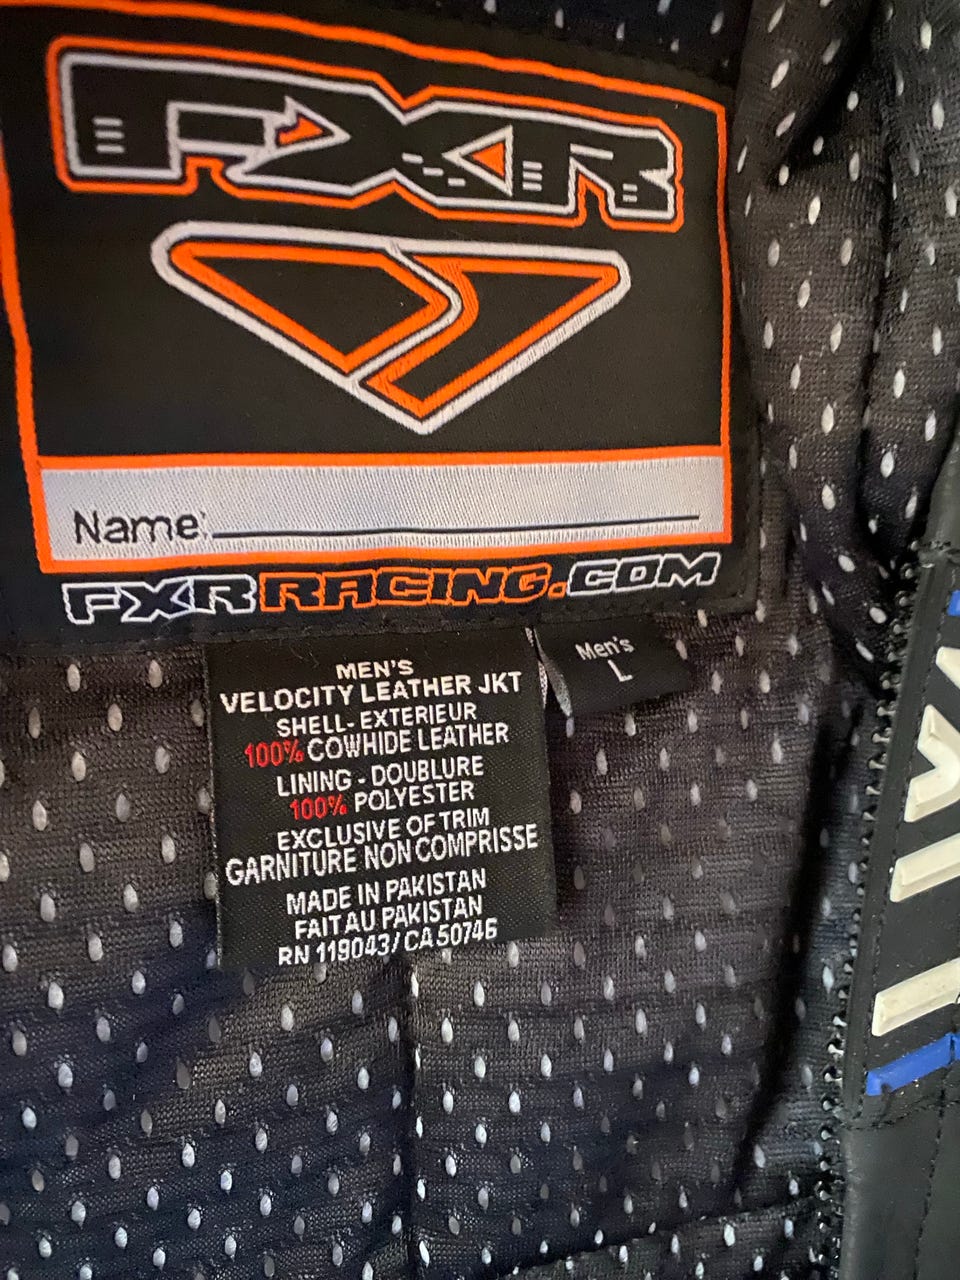 FXR
Name:
FXRRACING.COM
Men's
L
MEN'S
VELOCITY LEATHER JKT
SHELL-EXTERIEUR
100% COWHIDE LEATHER
LINING - DOUBLURE
100% POLYESTER
EXCLUSIVE OF TRIM
GARNITURE NON COMPRISSE
MADE IN PAKISTAN
FAIT AU PAKISTAN
RN 119043/ CA 50746